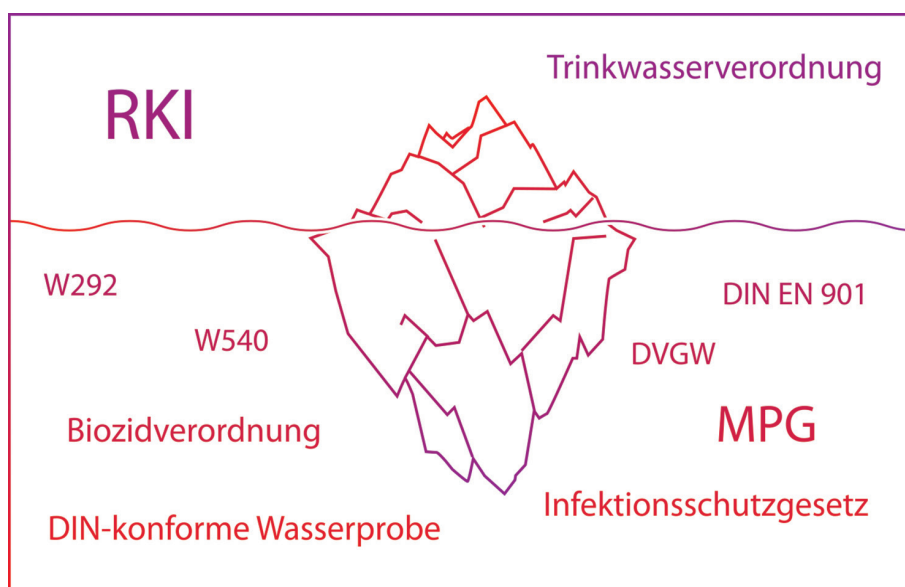 Trinkwasserverordnung
RKI
W292
DIN EN 901
W540
DVGW
Biozidverordnung
MPG
Infektionsschutzgesetz
DIN-konforme Wasserprobe